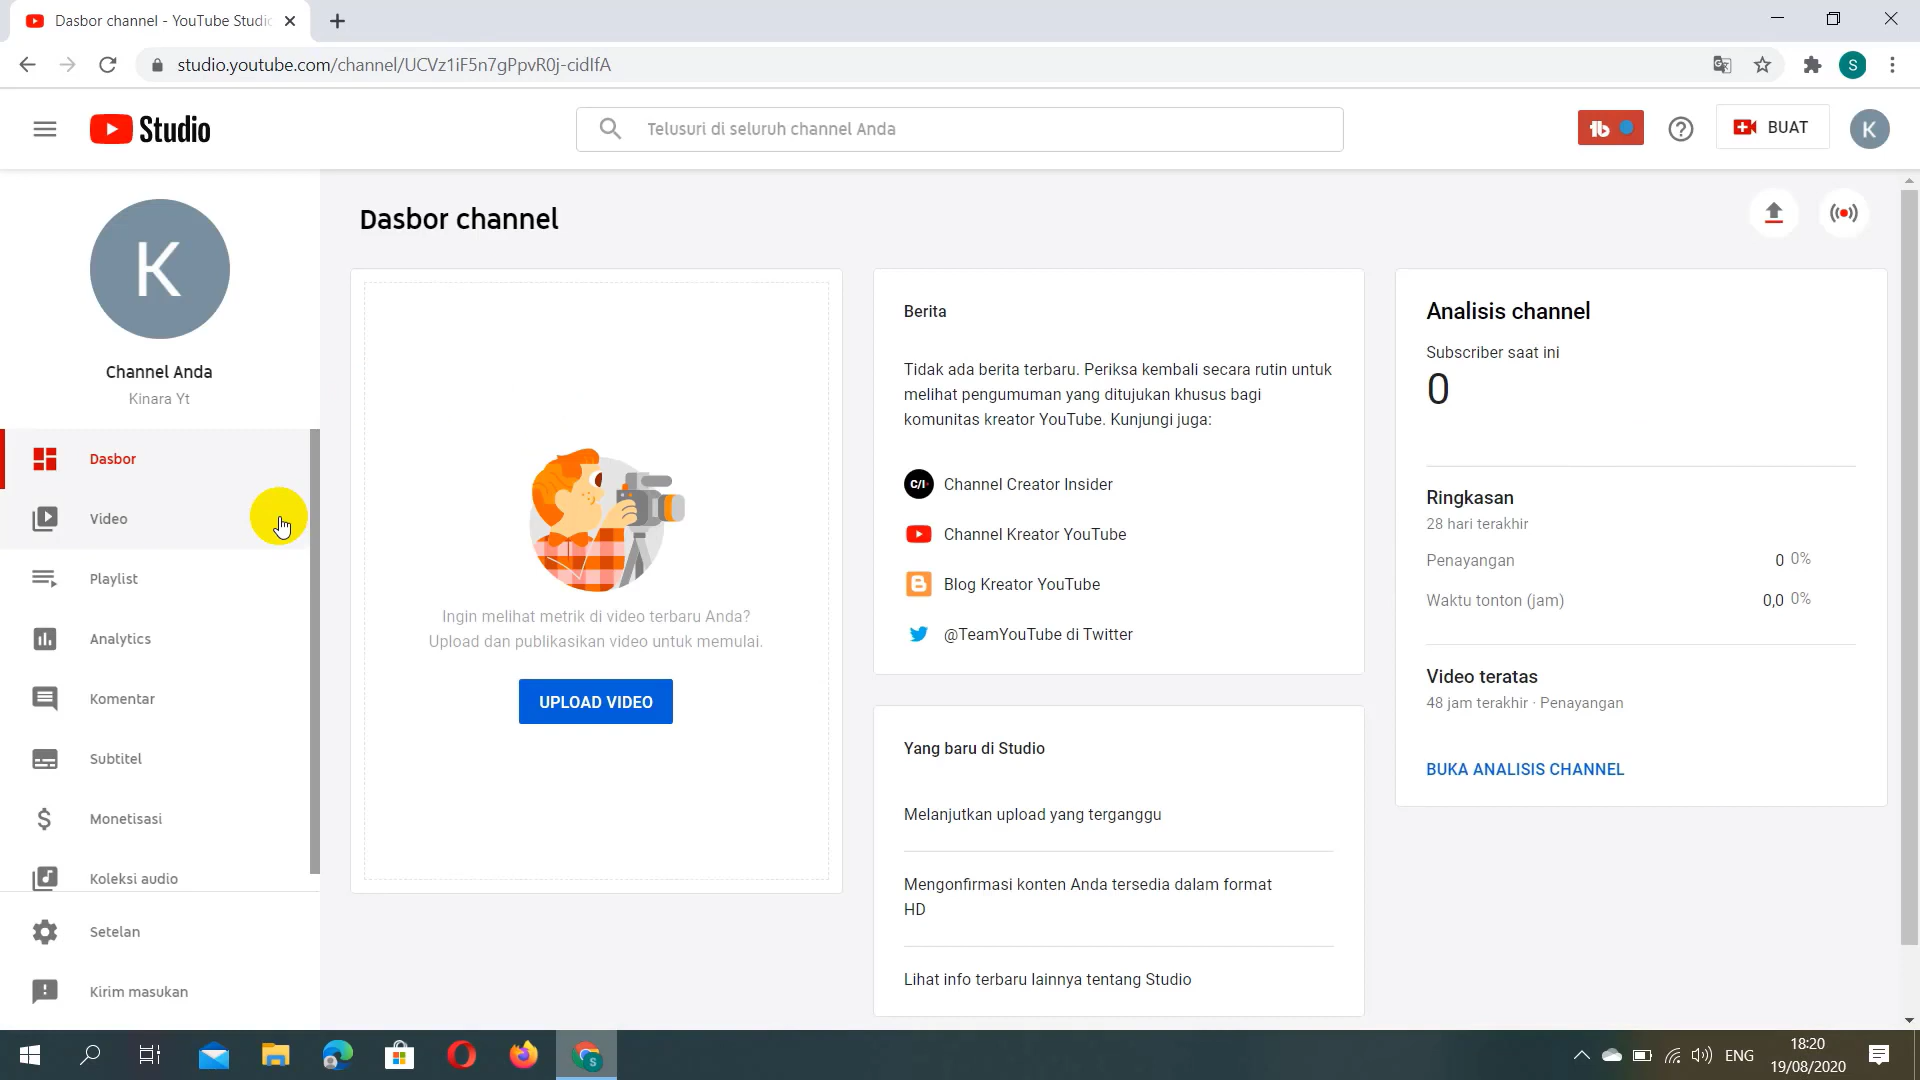 Dasbor channel - YouTube Studio
studio.youtube.com/channel/UCVz1iF5n7gPpvR0j-cidIfA
S
Studio
Telusuri di seluruh channel Anda
tb
BUAT
K
K
Channel Anda
Kinara Yt
Dasbor
Video
Playlist
Analytics
Komentar
Subtitel
Monetisasi
Koleksi audio
Setelan
Kirim masukan
Dasbor channel
Ingin melihat metrik di video terbaru Anda?
Upload dan publikasikan video untuk memulai.
UPLOAD VIDEO
Berita
Tidak ada berita terbaru. Periksa kembali secara rutin untuk
melihat pengumuman yang ditujukan khusus bagi
komunitas kreator YouTube. Kunjungi juga:
C/I Channel Creator Insider
Channel Kreator YouTube
Blog Kreator YouTube
@TeamYouTube di Twitter
Yang baru di Studio
Melanjutkan upload yang terganggu
Mengonfirmasi konten Anda tersedia dalam format
HD
Lihat info terbaru lainnya tentang Studio
Analisis channel
Subscriber saat ini
0
Ringkasan
28 hari terakhir
Penayangan 0 0%
Waktu tonton (jam) 0,0 0%
Video teratas
48 jam terakhir · Penayangan
BUKA ANALISIS CHANNEL
S
ENG
18:20
19/08/2020